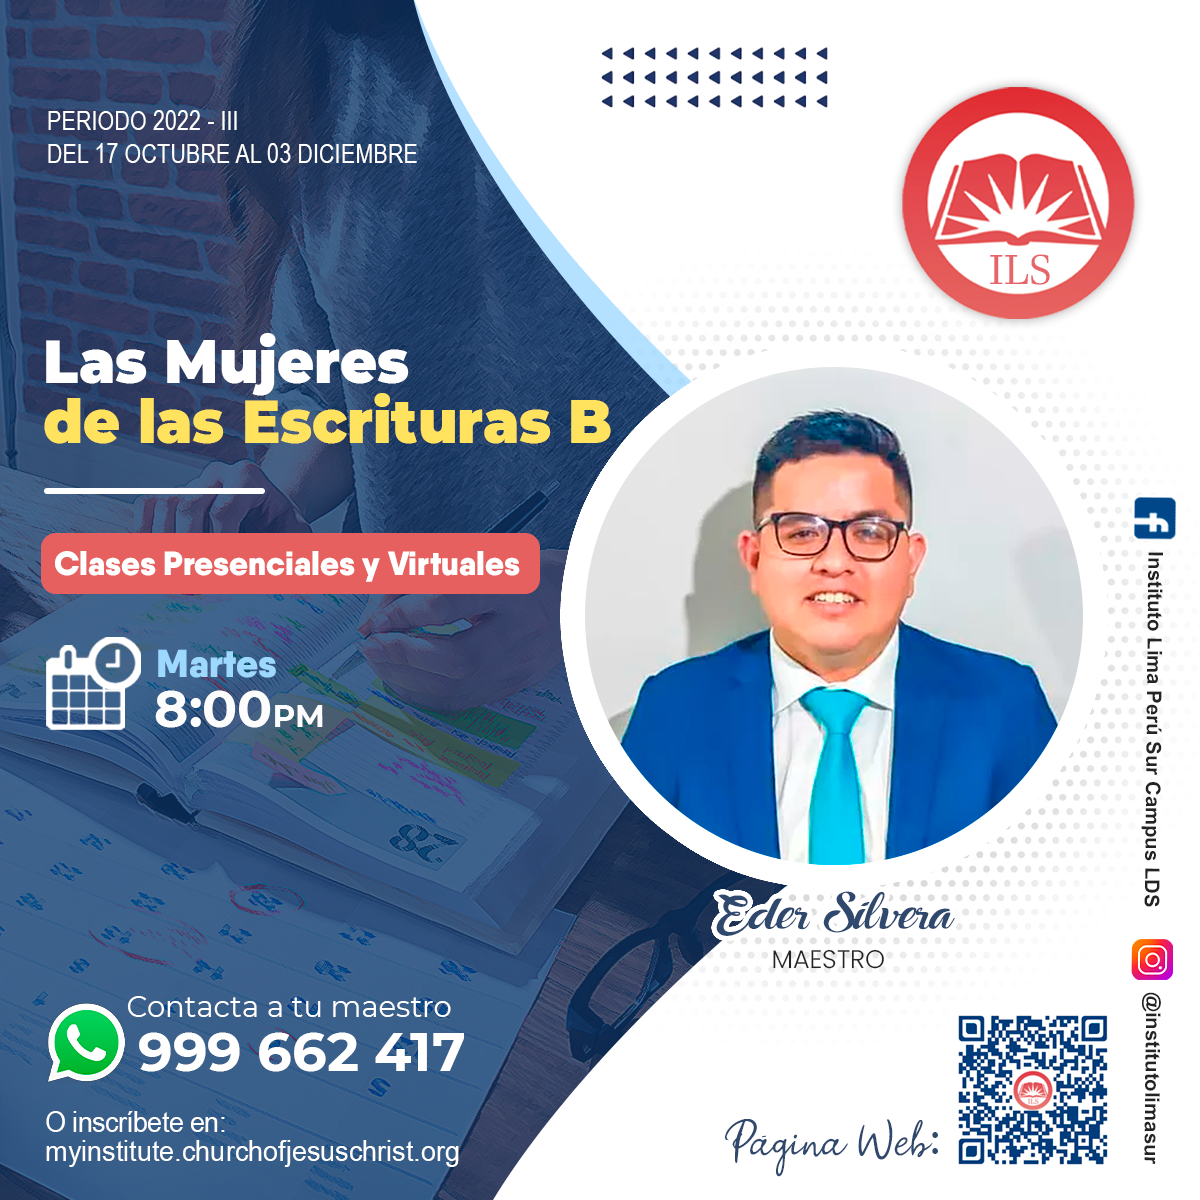 PERIODO 2022 - III
DEL 17 OCTUBRE AL 03 DICIEMBRE
ILS
Las Mujeres
de las Escrituras B
Clases Presenciales y Virtuales
Martes
8:00PM
Eder Silvera
MAESTRO
Contacta a tu maestro
999 662 417
O inscríbete en:
myinstitute.churchofjesuschrist.org
Página Web:
ILS
Instituto Lima Perú Sur Campus LDS
@institutolimasur
28